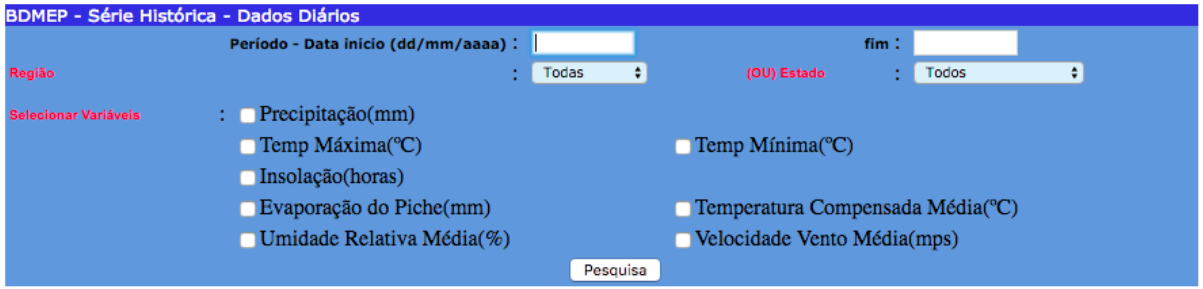 BDMEP - Série Histórica - Dados Diários
Período - Data inicio (dd/mm/aaaa) : fim :
Região : Todas (OU) Estado : Todos
Selecionar Variáveis : Precipitação(mm)
Temp Máxima(ºC) Temp Mínima(ºC)
Insolação(horas)
Evaporação do Piche(mm) Temperatura Compensada Média(ºC)
Umidade Relativa Média(%) Velocidade Vento Média(mps)
Pesquisa